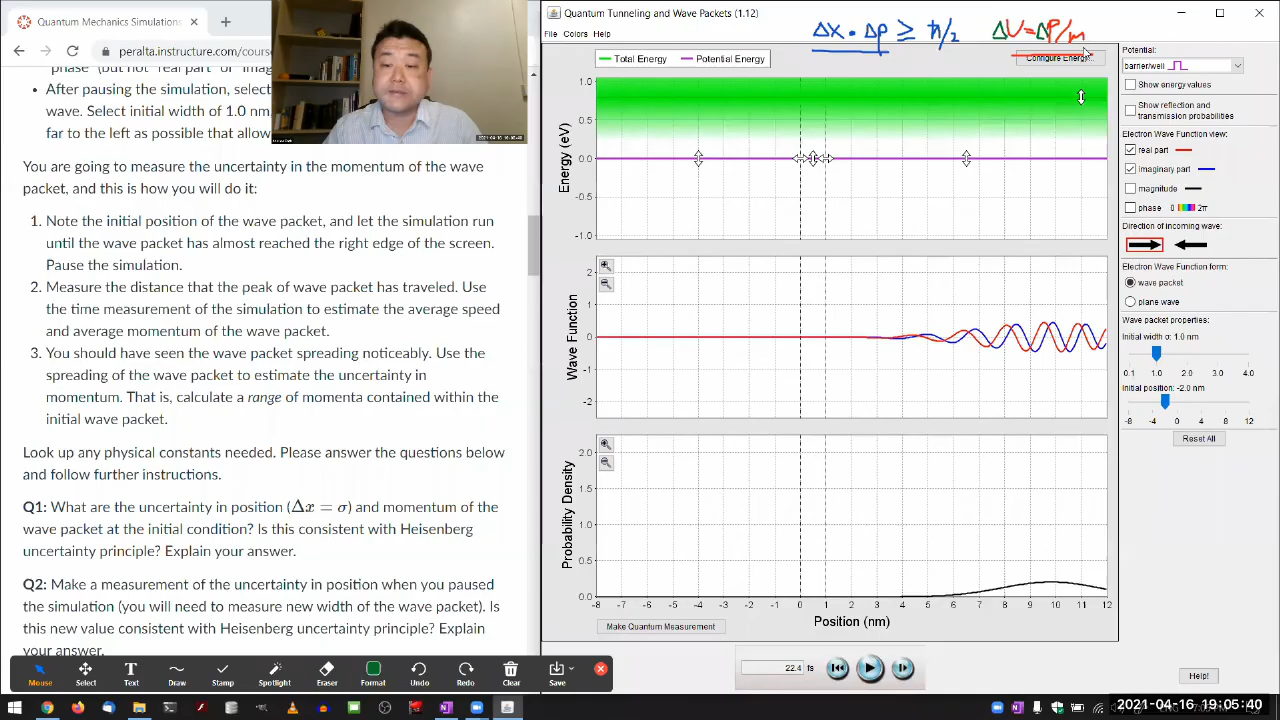 Quantum Mechanics Simulations
peralta.instructure.com/cours
phase (but not "part" of "imagi
After pausing the simulation, select
wave. Select initial width of 1.0 nm
far to the left as possible that allow
You are going to measure the uncertainty in the momentum of the wave
packet, and this is how you will do it:
1. Note the initial position of the wave packet, and let the simulation run
until the wave packet has almost reached the right edge of the screen.
Pause the simulation.
2. Measure the distance that the peak of wave packet has traveled. Use
the time measurement of the simulation to estimate the average speed
and average momentum of the wave packet.
3. You should have seen the wave packet spreading noticeably. Use the
spreading of the wave packet to estimate the uncertainty in
momentum. That is, calculate a range of momenta contained within the
initial wave packet.
Look up any physical constants needed. Please answer the questions below
and follow further instructions.
Q1: What are the uncertainty in position (Δx = σ) and momentum of the
wave packet at the initial condition? Is this consistent with Heisenberg
uncertainty principle? Explain your answer.
Q2: Make a measurement of the uncertainty in position when you paused
the simulation (you will need to measure new width of the wave packet). Is
this new value consistent with Heisenberg uncertainty principle? Explain
your answer.
Mouse Select Text Draw Stamp Spotlight Eraser Format Undo Redo Clear Save
2021-04-16 19:05:40
Quantum Tunneling and Wave Packets (1.12)
File Colors Help
Δx · Δp ≥ ħ/2
ΔU=ΔP/m
Total Energy Potential Energy
Configure Energy...
Energy (eV)
1.0
0.5
0.0
-0.5
-1.0
Wave Function
2
1
0
-1
-2
Probability Density
2.0
1.5
1.0
0.5
0.0
-8 -7 -6 -5 -4 -3 -2 -1 0 1 2 3 4 5 6 7 8 9 10 11 12
Position (nm)
Make Quantum Measurement
22.4 fs
Potential:
barrier/well
Show energy values
Show reflection and
transmission probabilities
Electron Wave Function view:
real part
Imaginary part
magnitude
phase 0 2π
Direction of incoming wave:
Electron Wave Function form:
wave packet
plane wave
Wave packet properties:
Initial width σ: 1.0 nm
0.1 1.0 2.0 3.0 4.0
Initial position: -2.0 nm
-8 -4 0 4 8 12
Reset All
Help!
2021-04-16 19:05:40